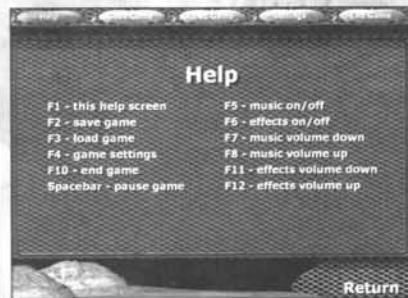 Help
F1 - this help screen
F2 - save game
F3 - load game
F4 - game settings
F10 - end game
Spacebar - pause game
F5 - music on/off
F6 - effects on/off
F7 - music volume down
F8 - music volume up
F11 - effects volume down
F12 - effects volume up
Return